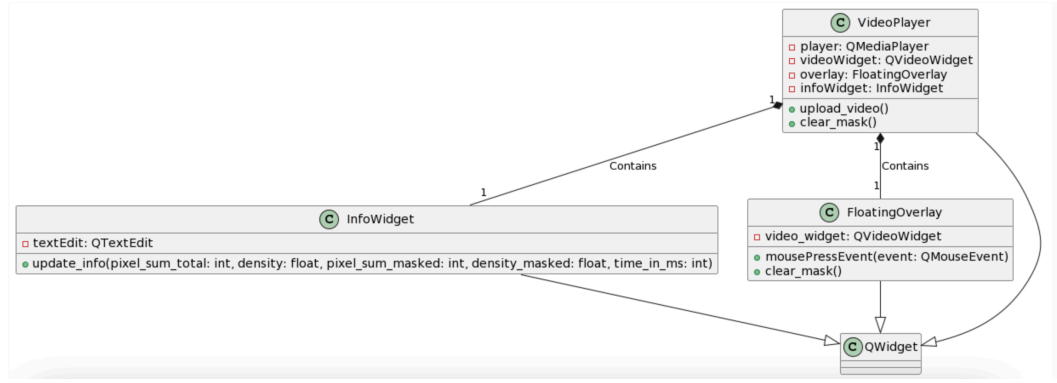 C VideoPlayer
player: QMediaPlayer
videoWidget: QVideoWidget
overlay: FloatingOverlay
infoWidget: InfoWidget
upload_video()
clear_mask()
1
1
Contains
Contains
1
1
C InfoWidget
textEdit: QTextEdit
update_info(pixel_sum_total: int, density: float, pixel_sum_masked: int, density_masked: float, time_in_ms: int)
C FloatingOverlay
video_widget: QVideoWidget
mousePressEvent(event: QMouseEvent)
clear_mask()
C QWidget